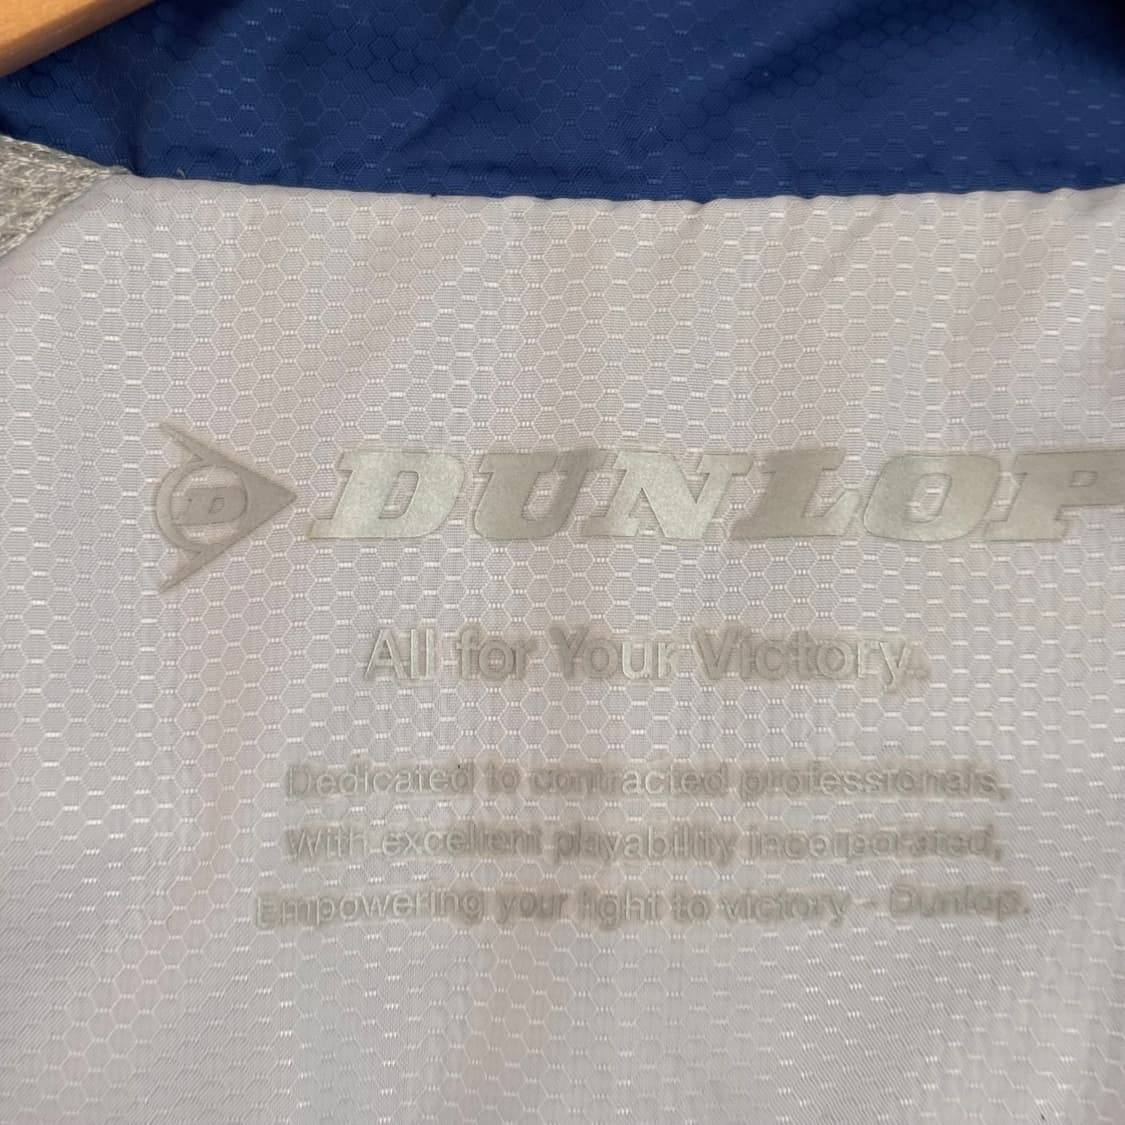 D DUNLOP
All for Your Victory.
Dedicated to contracted professionals,
With excellent playability incorporated,
Empowering your fight to victory - Dunlop.